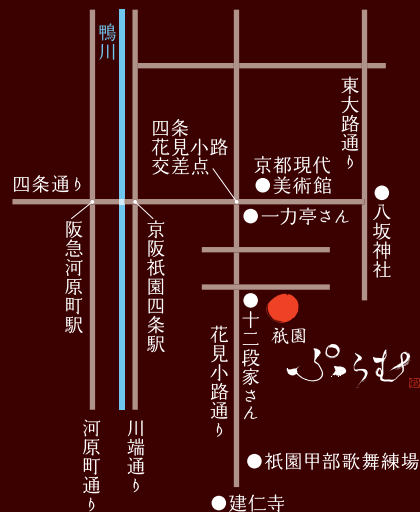 鴨川
東大路通り
四条
花見小路
交差点
京都現代
美術館
四条通り
一力亭さん
八坂神社
阪急河原町駅
京阪祇園四条駅
十二段家さん
花見小路通り
祇園
ぷらむ
河原町通り
川端通り
祇園甲部歌舞練場
建仁寺